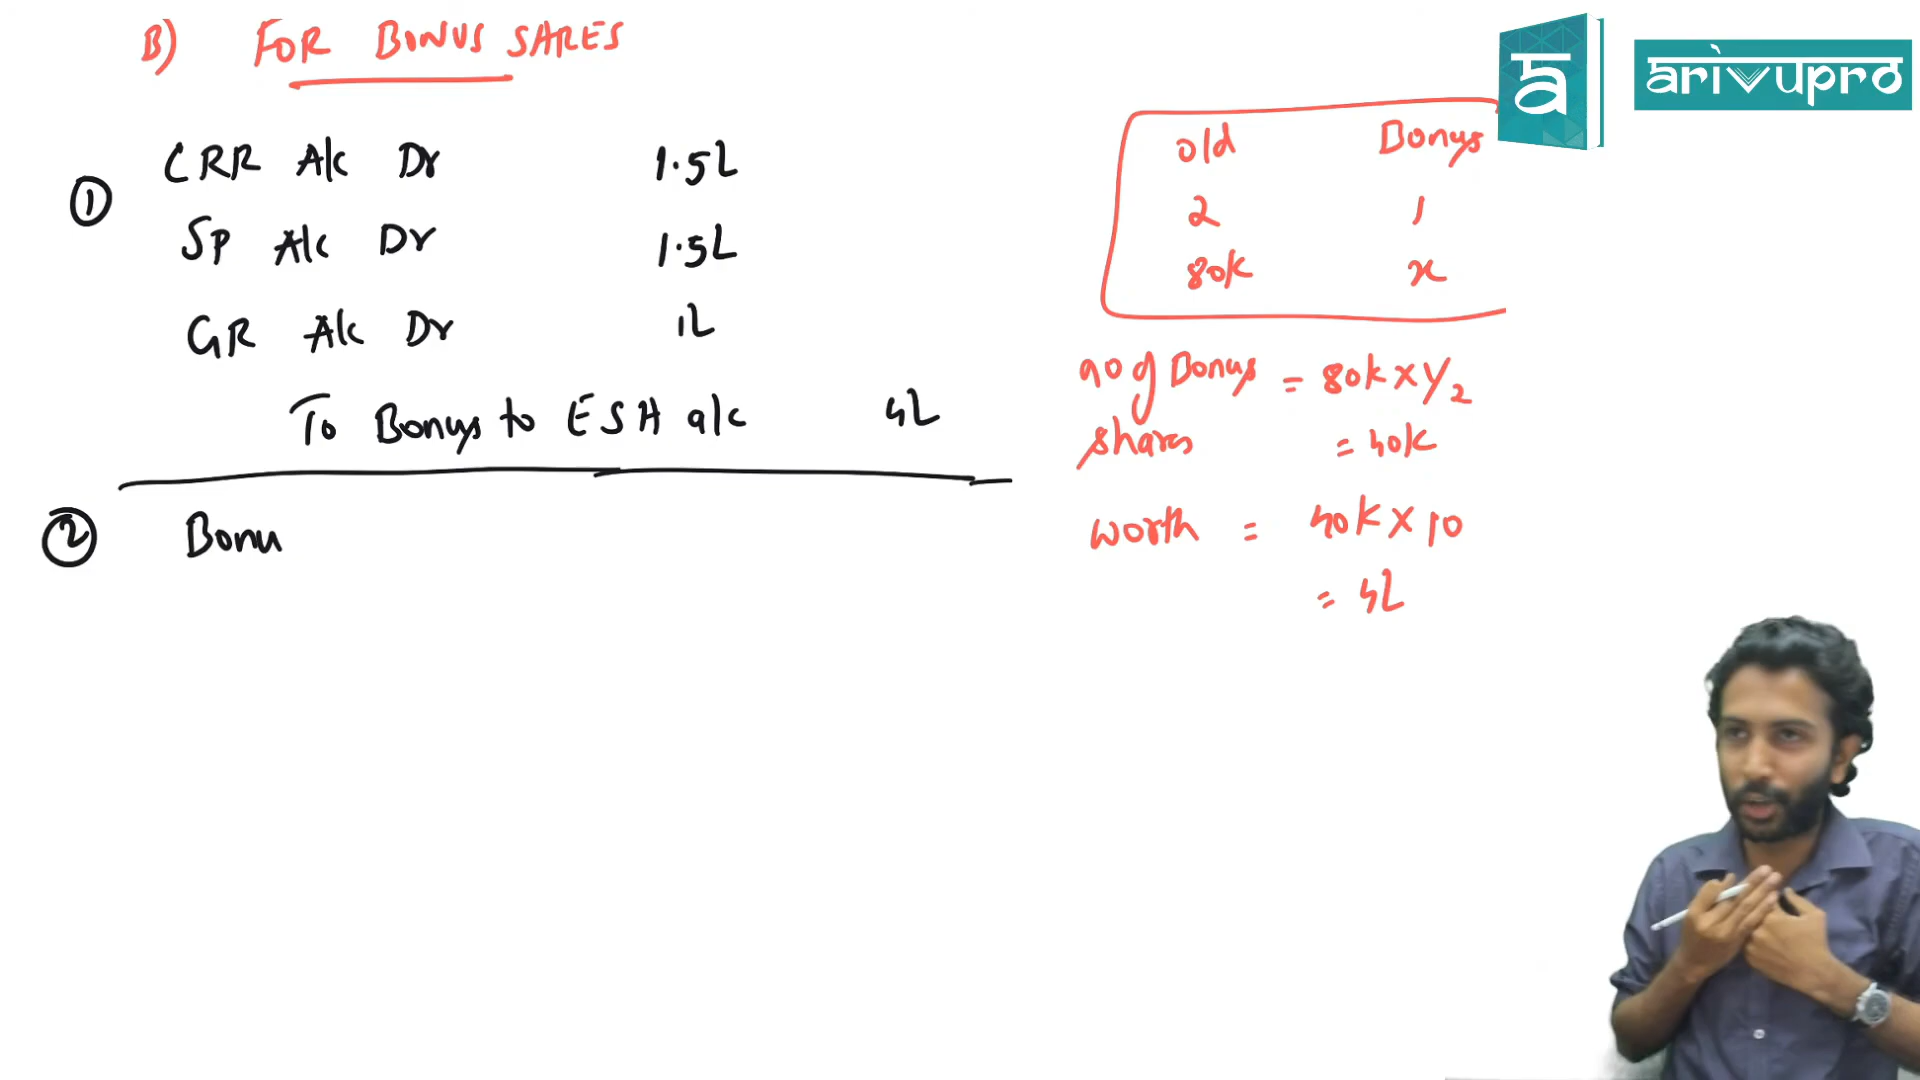 B) FOR BONUS SARES
① CRR A/c Dr 1.5L
SP A/c Dr 1.5L
GR A/c Dr 1L
To Bonus to ESH a/c 4L
② Bonu
old Bonus
2 1
80k x
no of Bonus = 80k x 1/2
shares = 40k
worth = 40k x 10
= 4L
a arivupro